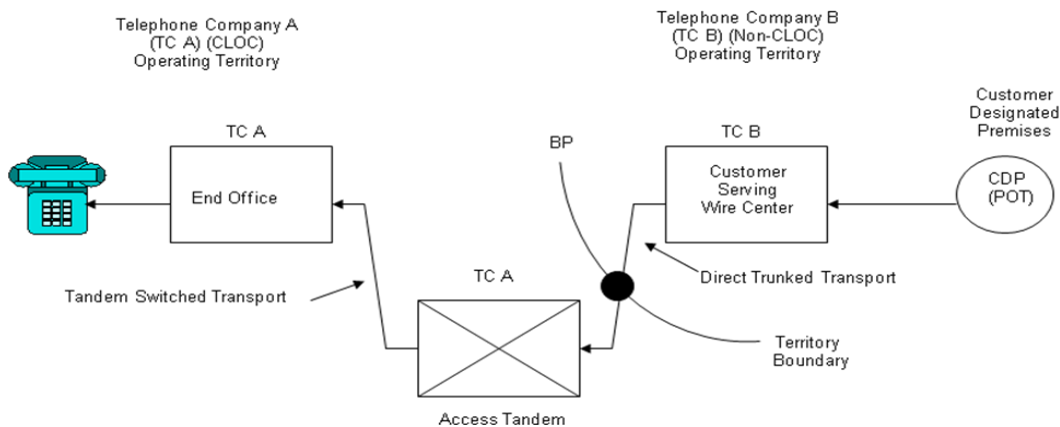 Telephone Company A
(TC A) (CLOC)
Operating Territory
Telephone Company B
(TC B) (Non-CLOC)
Operating Territory
Customer
Designated
Premises
TC A
End Office
BP
TC B
Customer
Serving
Wire Center
CDP
(POT)
Tandem Switched Transport
TC A
Direct Trunked Transport
Territory
Boundary
Access Tandem